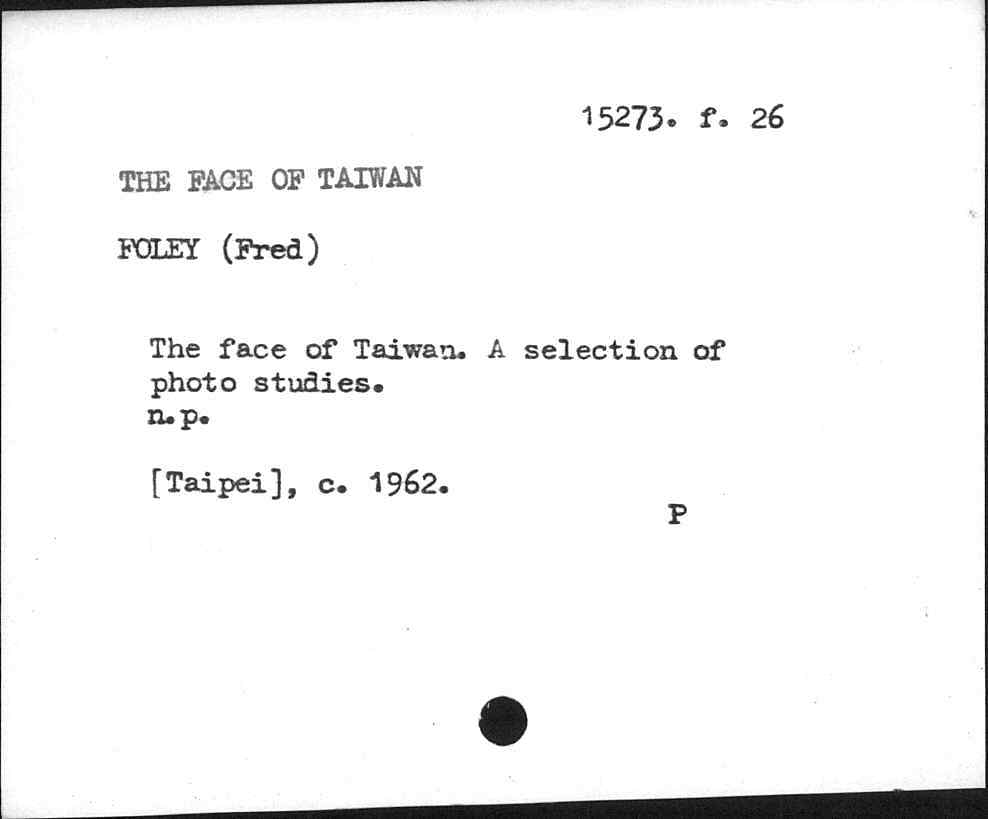 15273. f. 26
THE FACE OF TAIWAN
FOLEY (Fred)
The face of Taiwan. A selection of
photo studies.
n.p.
[Taipei], c. 1962.
P